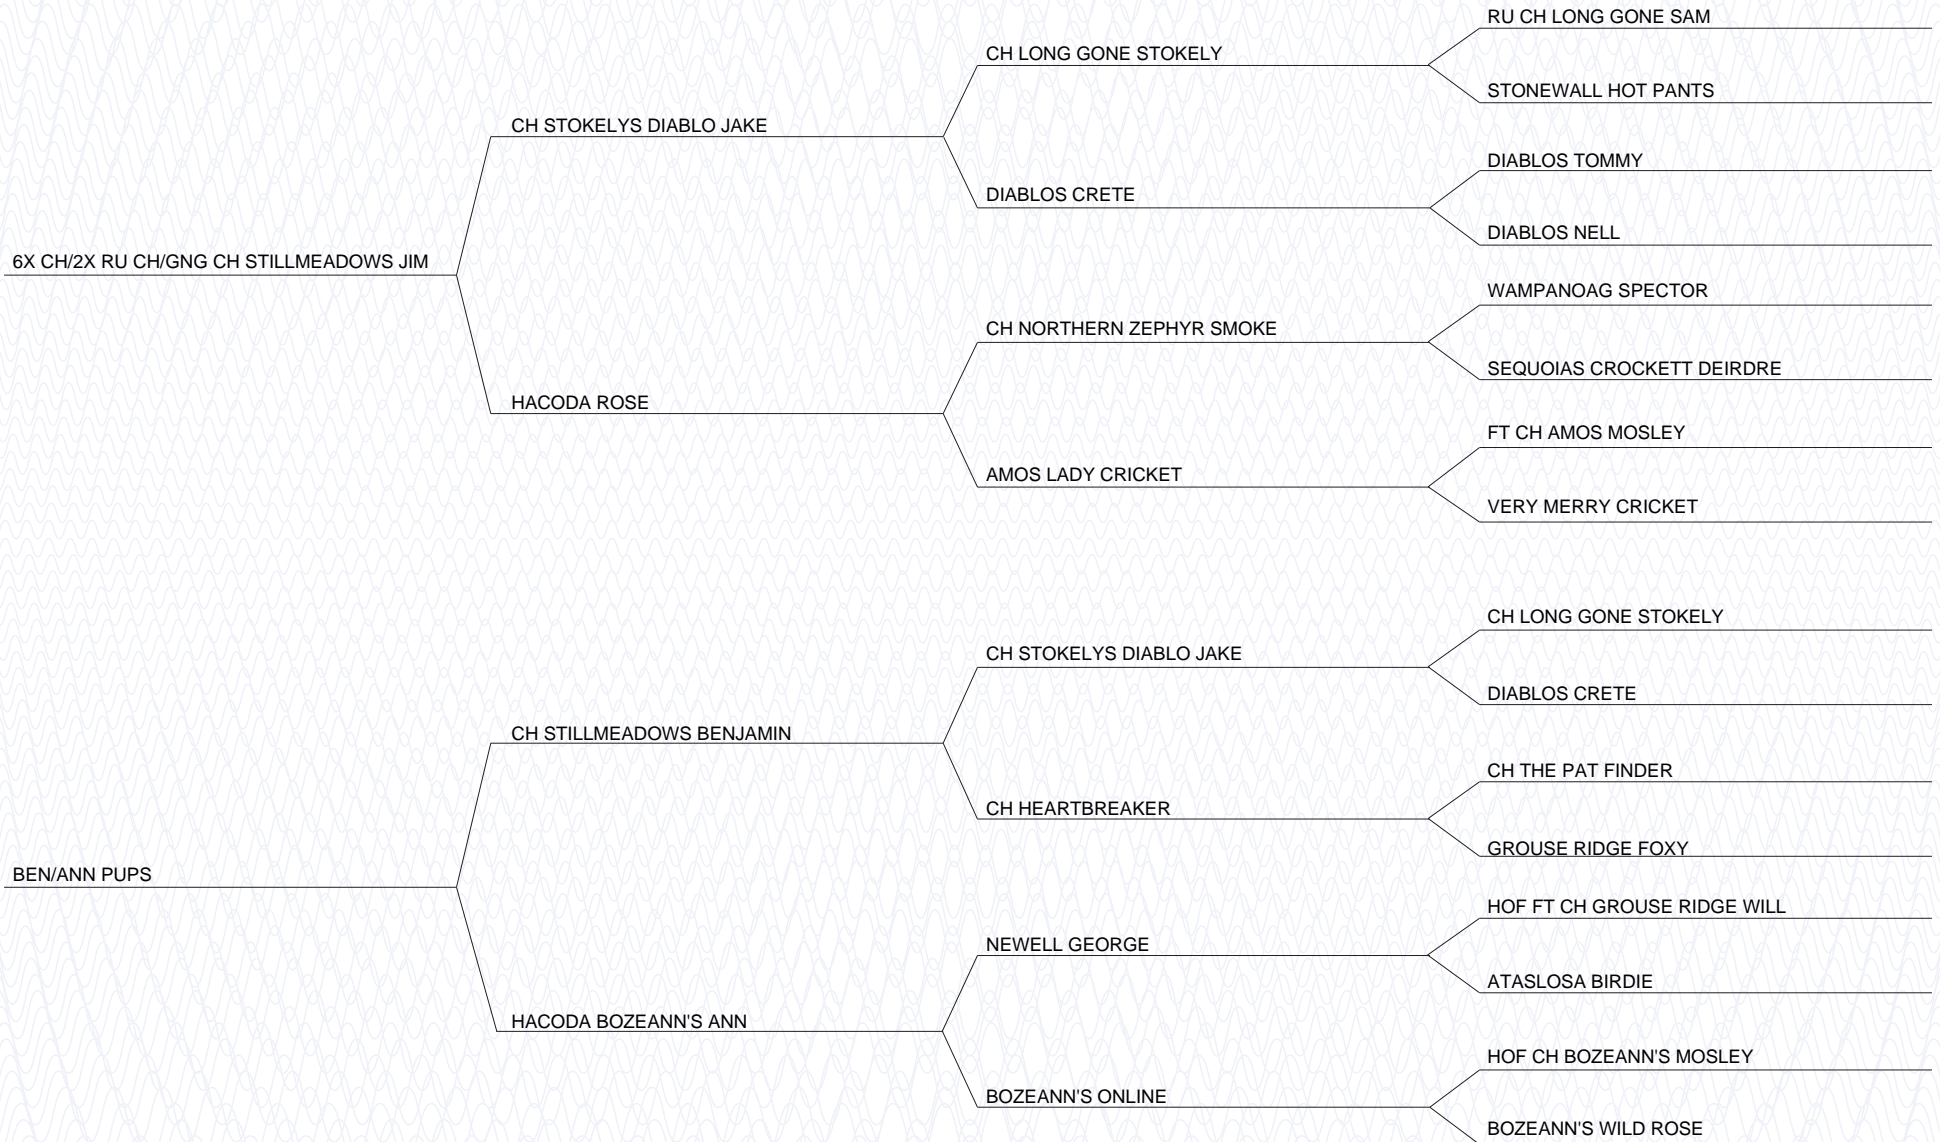 RU CH LONG GONE SAM
CH LONG GONE STOKELY
STONEWALL HOT PANTS
CH STOKELYS DIABLO JAKE
DIABLOS TOMMY
DIABLOS CRETE
DIABLOS NELL
6X CH/2X RU CH/GNG CH STILLMEADOWS JIM
WAMPANOAG SPECTOR
CH NORTHERN ZEPHYR SMOKE
SEQUOIAS CROCKETT DEIRDRE
HACODA ROSE
FT CH AMOS MOSLEY
AMOS LADY CRICKET
VERY MERRY CRICKET
CH LONG GONE STOKELY
CH STOKELYS DIABLO JAKE
DIABLOS CRETE
CH STILLMEADOWS BENJAMIN
CH THE PAT FINDER
CH HEARTBREAKER
GROUSE RIDGE FOXY
BEN/ANN PUPS
HOF FT CH GROUSE RIDGE WILL
NEWELL GEORGE
ATASLOSA BIRDIE
HACODA BOZEANN'S ANN
HOF CH BOZEANN'S MOSLEY
BOZEANN'S ONLINE
BOZEANN'S WILD ROSE